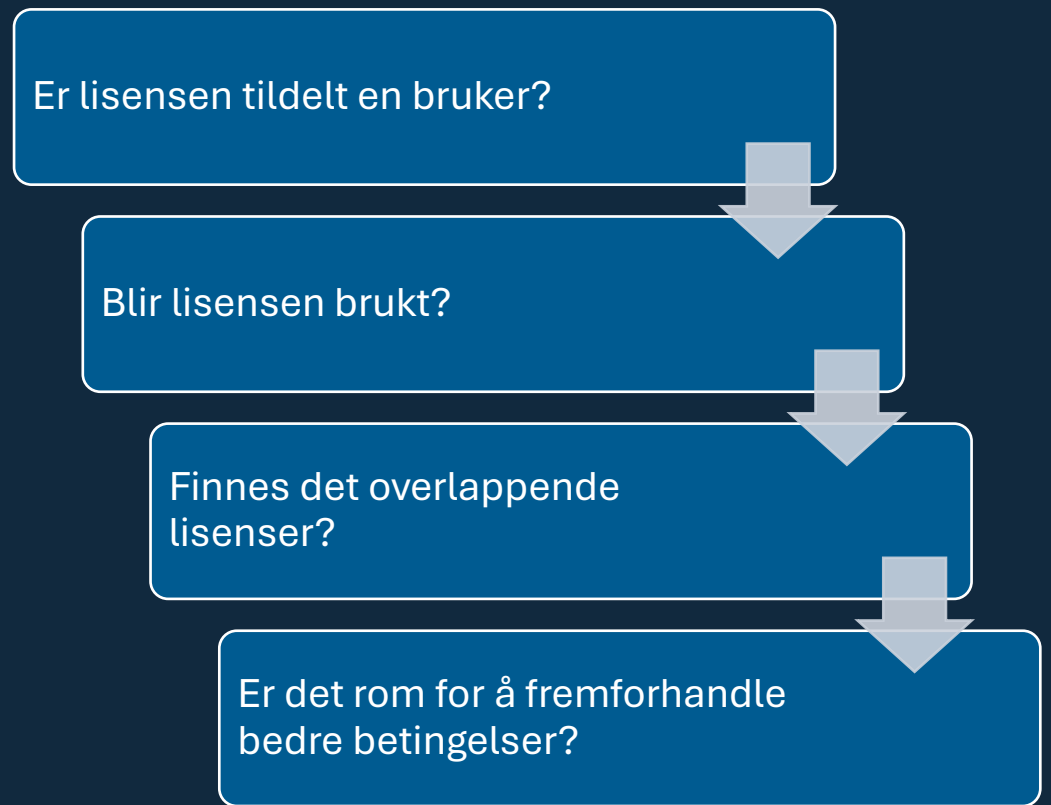 Er lisensen tildelt en bruker?
Blir lisensen brukt?
Finnes det overlappende
lisenser?
Er det rom for å fremforhandle
bedre betingelser?